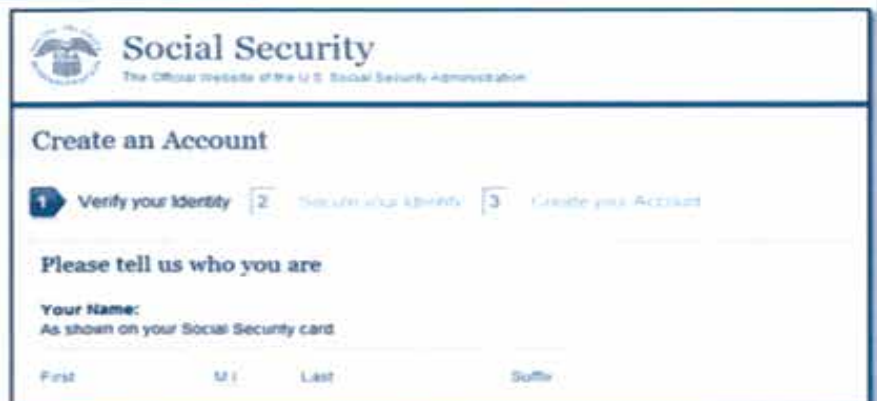 Social Security
The Official Website of the U.S. Social Security Administration
Create an Account
1 Verify your Identity 2 Secure your Identity 3 Create your Account
Please tell us who you are
Your Name:
As shown on your Social Security card
First M.I. Last Suffix